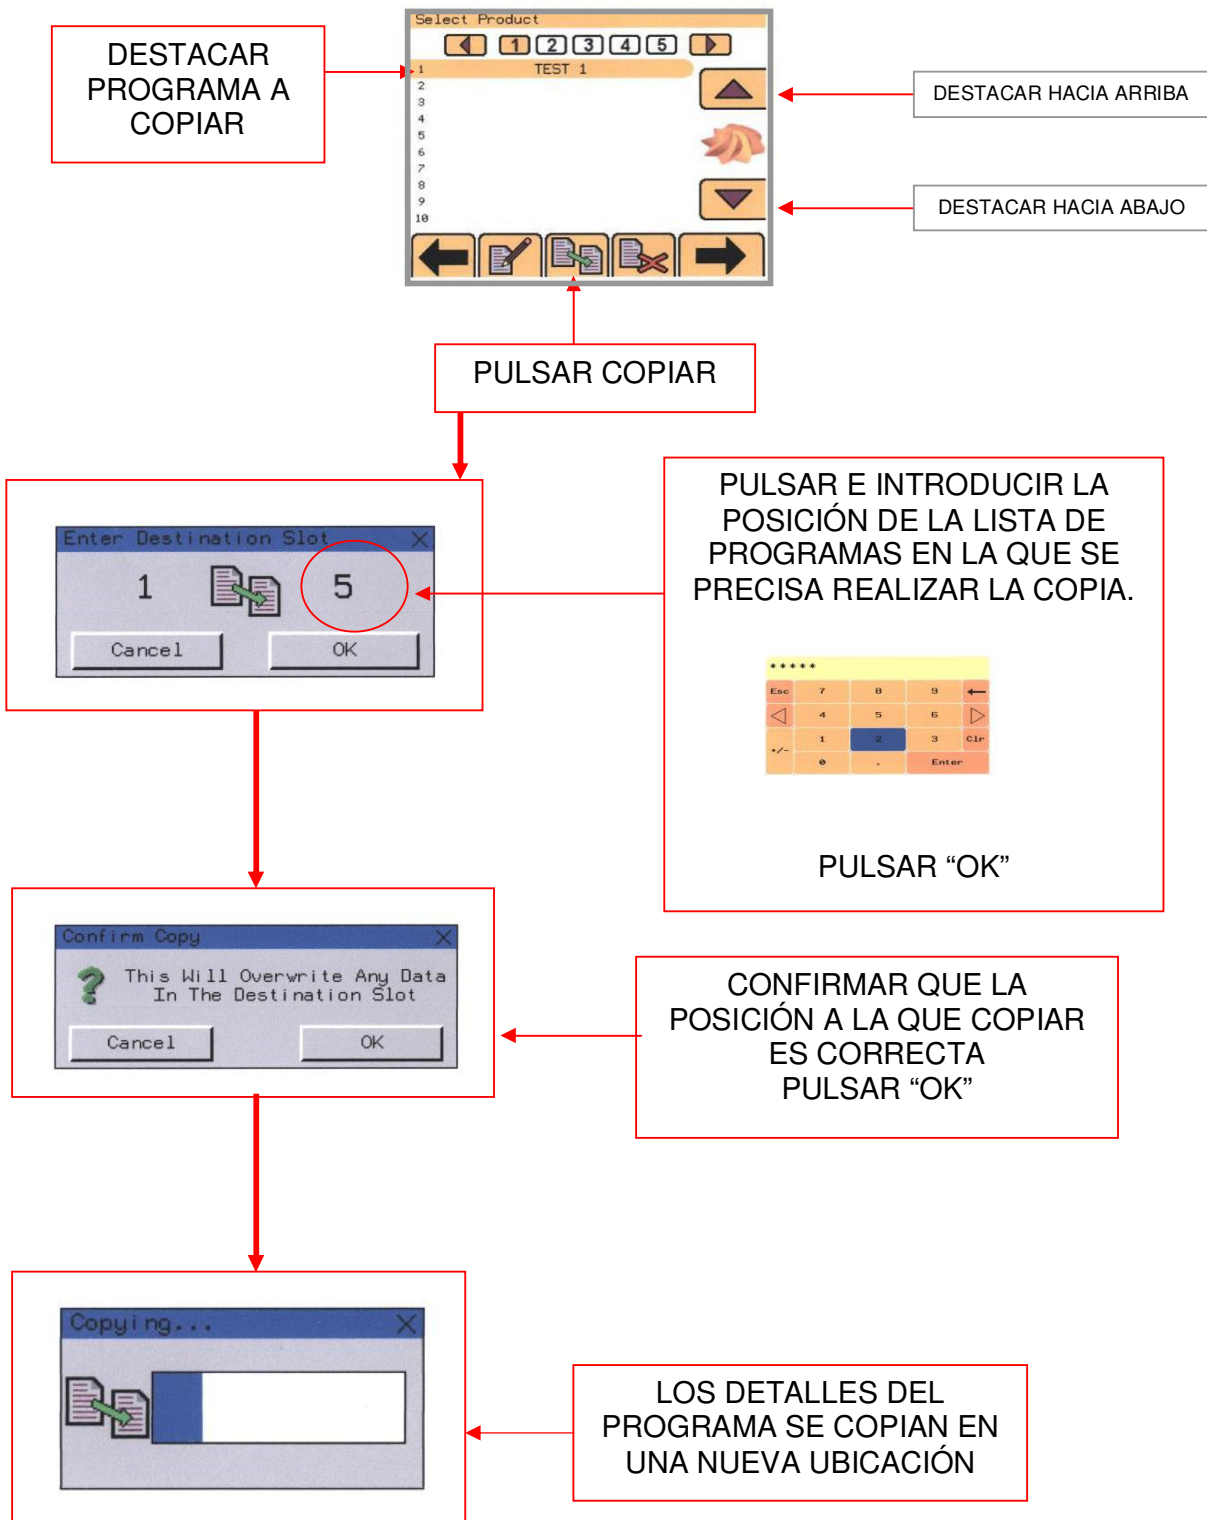 DESTACAR
PROGRAMA A
COPIAR
Select Product
1 2 3 4 5
1 TEST 1
2
3
4
5
6
7
8
9
10
DESTACAR HACIA ARRIBA
DESTACAR HACIA ABAJO
PULSAR COPIAR
Enter Destination Slot X
1 5
Cancel OK
PULSAR E INTRODUCIR LA
POSICIÓN DE LA LISTA DE
PROGRAMAS EN LA QUE SE
PRECISA REALIZAR LA COPIA.
*****
Esc 7 8 9
4 5 6
+/- 1 2 3 Clr
0 . Enter
PULSAR “OK”
Confirm Copy X
? This Will Overwrite Any Data
In The Destination Slot
Cancel OK
CONFIRMAR QUE LA
POSICIÓN A LA QUE COPIAR
ES CORRECTA
PULSAR “OK”
Copying... X
LOS DETALLES DEL
PROGRAMA SE COPIAN EN
UNA NUEVA UBICACIÓN